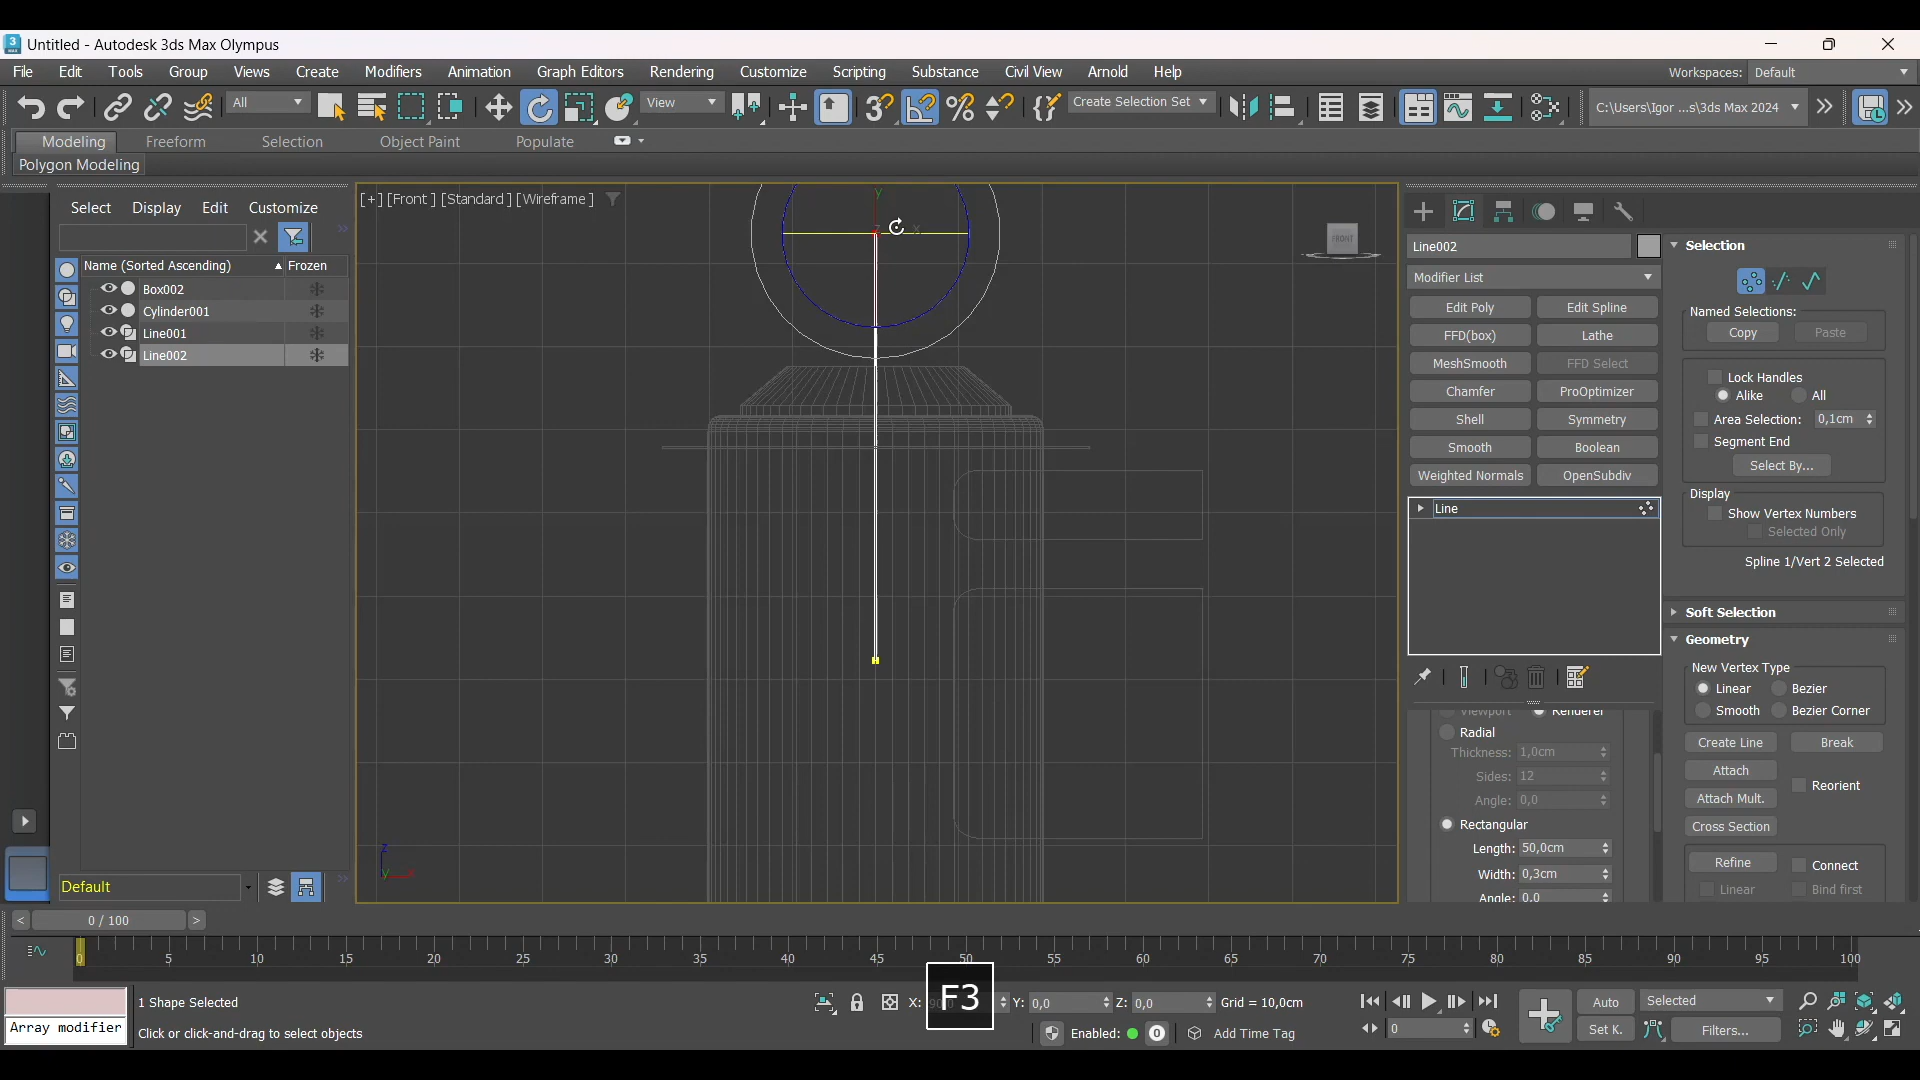 Untitled - Autodesk 3ds Max Olympus
File Edit Tools Group Views Create Modifiers Animation Graph Editors Rendering Customize Scripting Substance Civil View Arnold Help Workspaces: Default
All View Create Selection Set C:\Users\Igor ...s\3ds Max 2024
Modeling Freeform Selection Object Paint Populate
Polygon Modeling
Select Display Edit Customize
Name (Sorted Ascending) Frozen
Box002
Cylinder001
Line001
Line002
Default
[+] [Front ] [Standard ] [Wireframe ]
y
z x
FRONT
z
y x
Line002
Modifier List
Edit Poly Edit Spline
FFD(box) Lathe
MeshSmooth FFD Select
Chamfer ProOptimizer
Shell Symmetry
Smooth Boolean
Weighted Normals OpenSubdiv
Line
Viewport Renderer
Radial
Thickness: 1,0cm
Sides: 12
Angle: 0,0
Rectangular
Length: 50,0cm
Width: 0,3cm
Angle: 0,0
Selection
Named Selections:
Copy Paste
Lock Handles
Alike All
Area Selection: 0,1cm
Segment End
Select By...
Display
Show Vertex Numbers
Selected Only
Spline 1/Vert 2 Selected
Soft Selection
Geometry
New Vertex Type
Linear Bezier
Smooth Bezier Corner
Create Line Break
Attach
Reorient
Attach Mult.
Cross Section
Refine Connect
Linear Bind first
< 0 / 100 >
0 5 10 15 20 25 30 35 40 45 50 55 60 65 70 75 80 85 90 95 100
F3
Array modifier
1 Shape Selected
Click or click-and-drag to select objects
X: Y: 0,0 Z: 0,0 Grid = 10,0cm
Enabled: 0 Add Time Tag
0
Auto Selected
Set K. Filters...